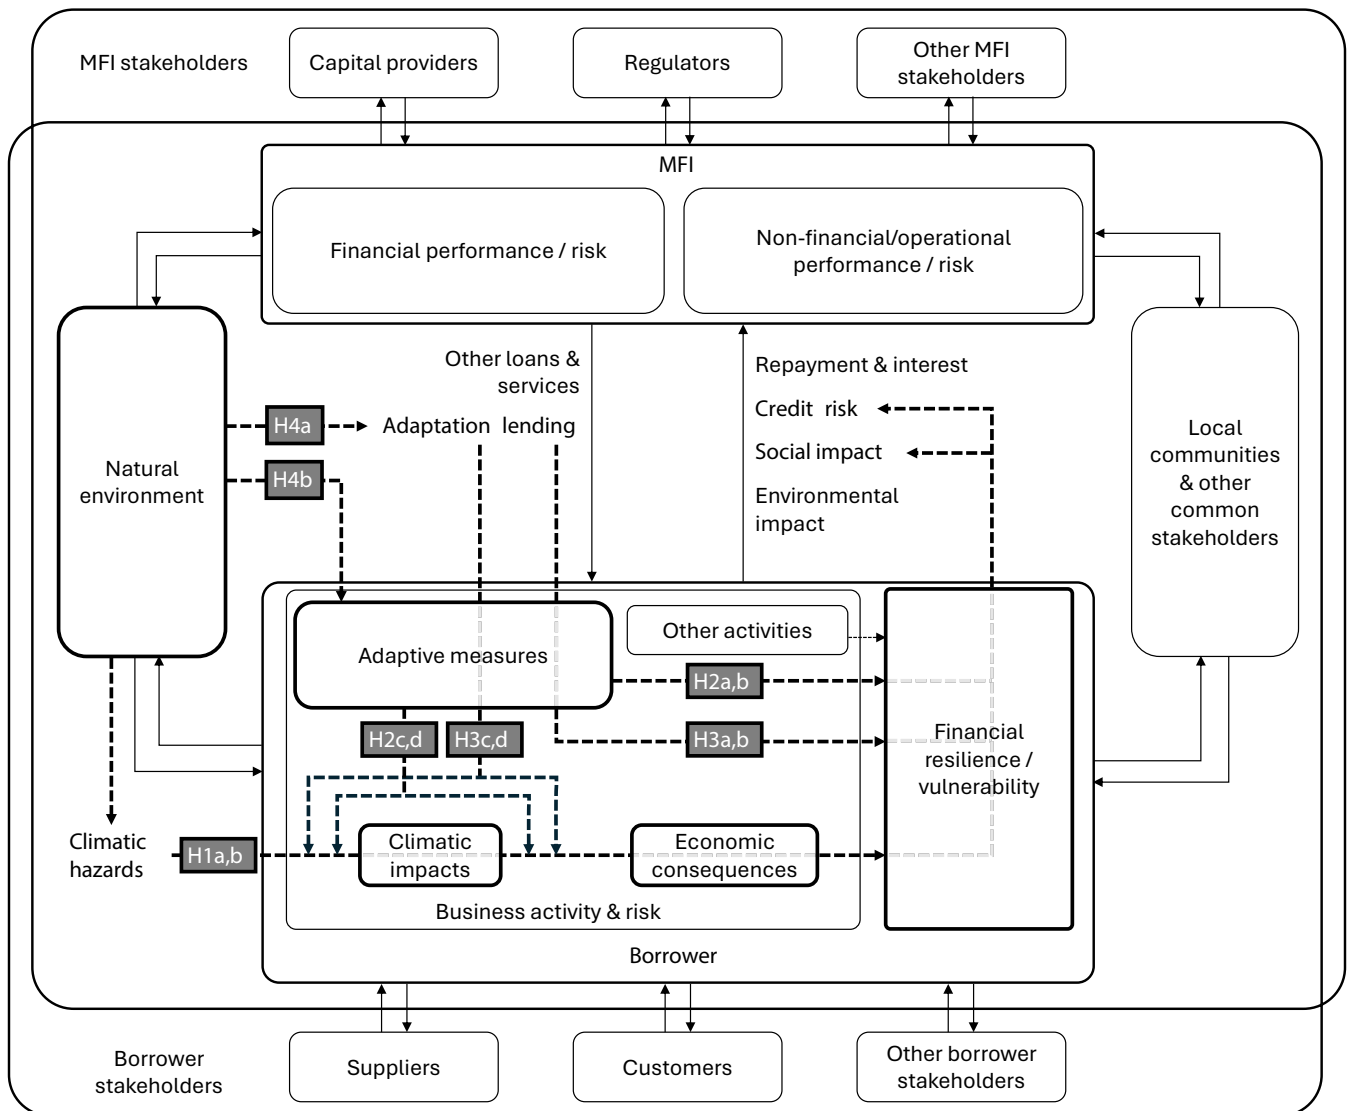 MFI stakeholders
Capital providers
Regulators
Other MFI
stakeholders
MFI
Financial performance / risk
Non-financial/operational
performance / risk
Other loans &
services
Repayment & interest
Credit risk
H4a
Adaptation lending
Social impact
Natural
environment
H4b
Environmental
impact
Local
communities
& other
common
stakeholders
Adaptive measures
Other activities
H2a,b
H2c,d
H3c,d
H3a,b
Financial
resilience /
vulnerability
Climatic
hazards
H1a,b
Climatic
impacts
Economic
consequences
Business activity & risk
Borrower
Borrower
stakeholders
Suppliers
Customers
Other borrower
stakeholders